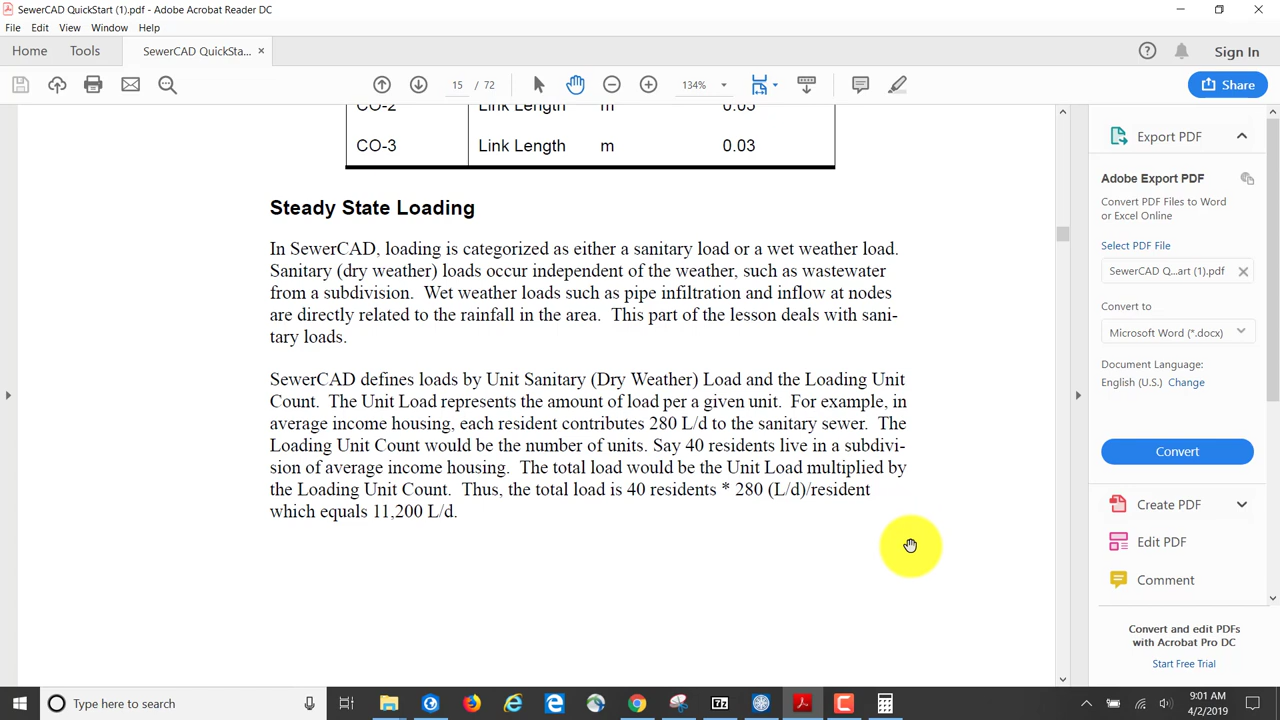 SewerCAD QuickStart (1).pdf - Adobe Acrobat Reader DC
File Edit View Window Help
Home Tools SewerCAD QuickSta... × Sign In
15 / 72 134% Share
CO-2 Link Length m 0.03
CO-3 Link Length m 0.03
Steady State Loading
In SewerCAD, loading is categorized as either a sanitary load or a wet weather load.
Sanitary (dry weather) loads occur independent of the weather, such as wastewater
from a subdivision. Wet weather loads such as pipe infiltration and inflow at nodes
are directly related to the rainfall in the area. This part of the lesson deals with sani-
tary loads.
SewerCAD defines loads by Unit Sanitary (Dry Weather) Load and the Loading Unit
Count. The Unit Load represents the amount of load per a given unit. For example, in
average income housing, each resident contributes 280 L/d to the sanitary sewer. The
Loading Unit Count would be the number of units. Say 40 residents live in a subdivi-
sion of average income housing. The total load would be the Unit Load multiplied by
the Loading Unit Count. Thus, the total load is 40 residents * 280 (L/d)/resident
which equals 11,200 L/d.
Export PDF
Adobe Export PDF
Convert PDF Files to Word
or Excel Online
Select PDF File
SewerCAD Q...art (1).pdf
Convert to
Microsoft Word (*.docx)
Document Language:
English (U.S.) Change
Convert
Create PDF
Edit PDF
Comment
Convert and edit PDFs
with Acrobat Pro DC
Start Free Trial
Type here to search
7z
9:01 AM
4/2/2019